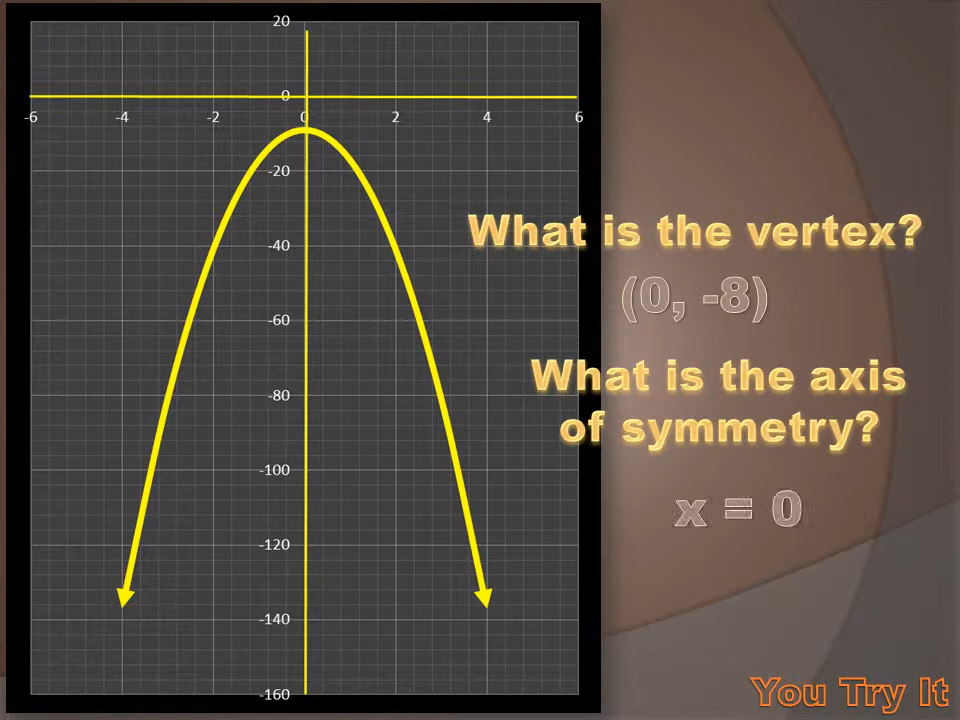 20
0
-6 -4 -2 0 2 4 6
-20
-40
-60
-80
-100
-120
-140
-160
What is the vertex?
(0, -8)
What is the axis
of symmetry?
x = 0
You Try It